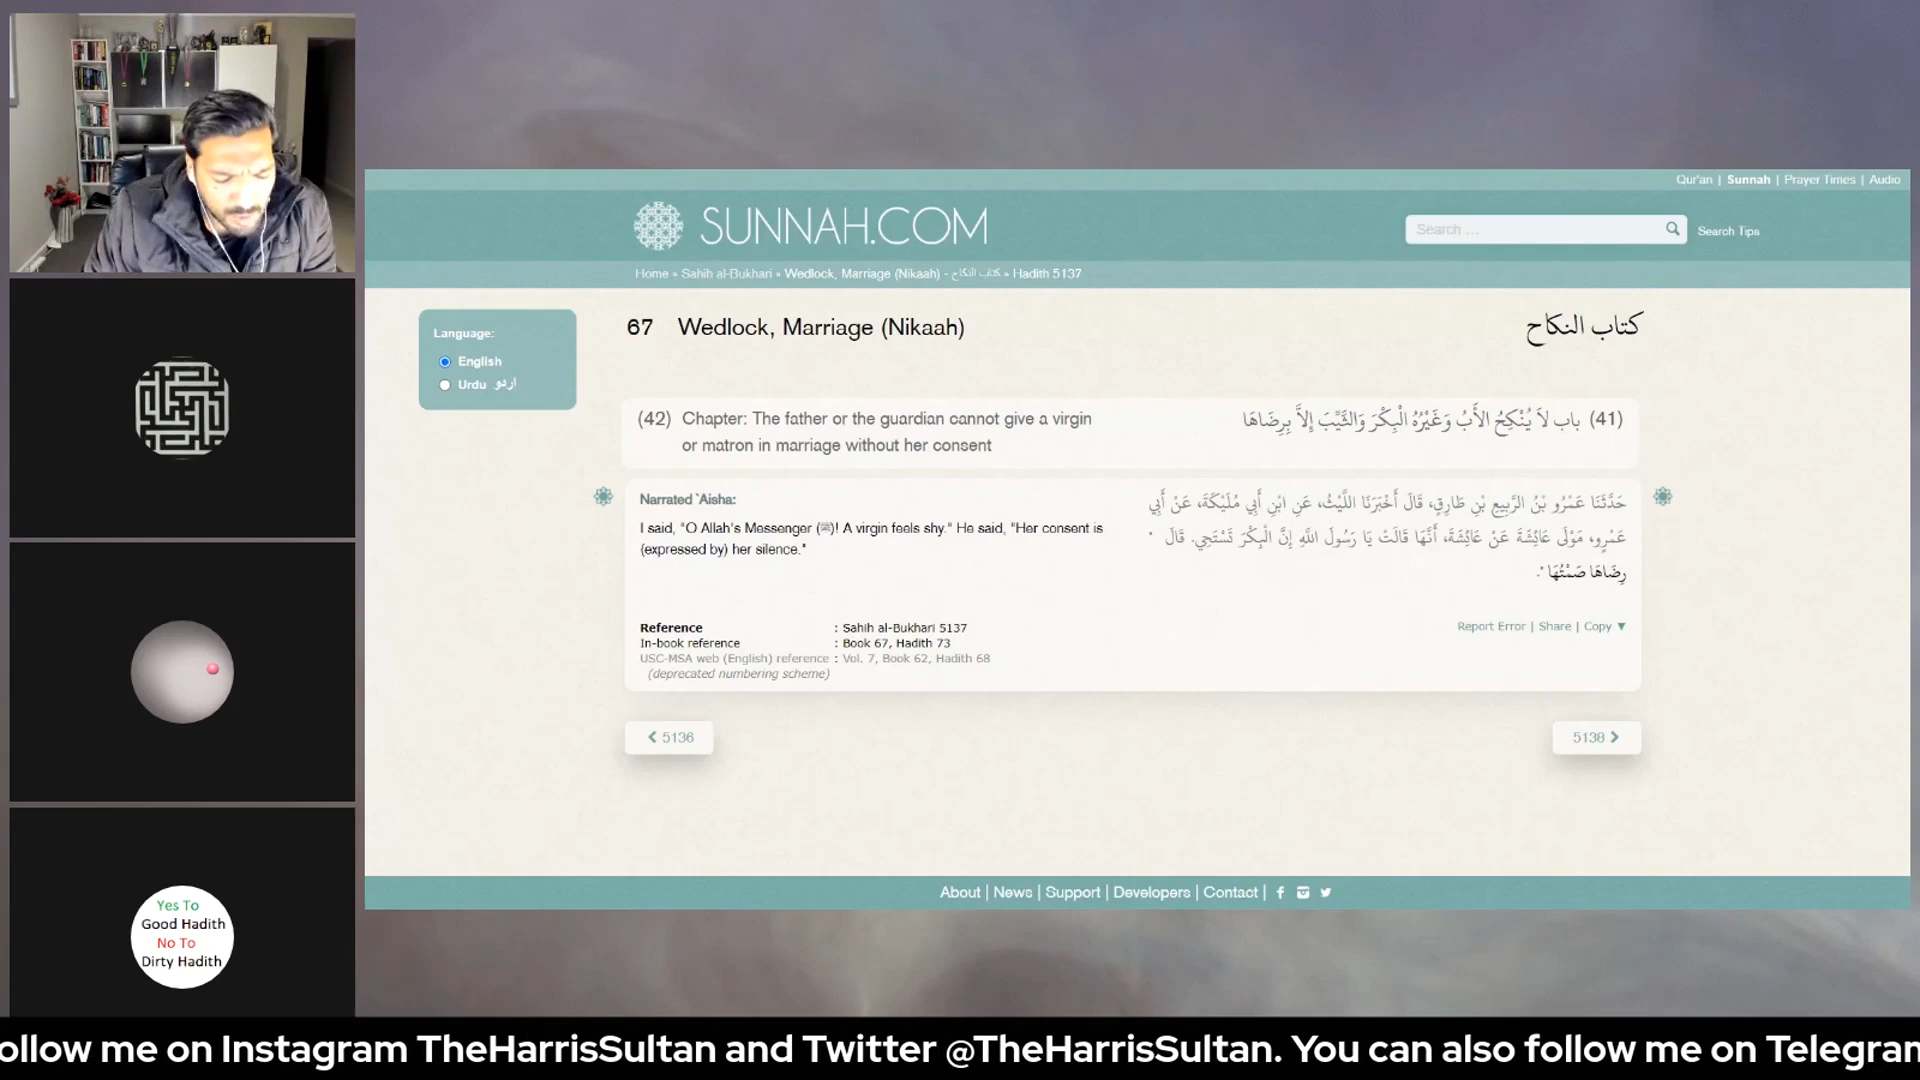 Qur'an | Sunnah | Prayer Times | Audio
SUNNAH.COM
Search ...
Search Tips
Home » Sahih al-Bukhari » Wedlock, Marriage (Nikaah) - كتاب النكاح » Hadith 5137
Language:
English
Urdu اردو
67 Wedlock, Marriage (Nikaah)
كتاب النكاح
(42) Chapter: The father or the guardian cannot give a virgin
or matron in marriage without her consent
(41) باب لاَ يُنْكِحُ الأَبُ وَغَيْرُهُ الْبِكْرَ وَالثَّيِّبَ إِلاَّ بِرِضَاهَا
Narrated `Aisha:
I said, "O Allah's Messenger (ﷺ)! A virgin feels shy." He said, "Her consent is
(expressed by) her silence."
حَدَّثَنَا عَمْرُو بْنُ الرَّبِيعِ بْنِ طَارِقٍ، قَالَ أَخْبَرَنَا اللَّيْثُ، عَنِ ابْنِ أَبِي مُلَيْكَةَ، عَنْ أَبِي
عَمْرٍو، مَوْلَى عَائِشَةَ عَنْ عَائِشَةَ، أَنَّهَا قَالَتْ يَا رَسُولَ اللَّهِ إِنَّ الْبِكْرَ تَسْتَحِي. قَالَ "
رِضَاهَا صَمْتُهَا ".
Reference : Sahih al-Bukhari 5137
In-book reference : Book 67, Hadith 73
USC-MSA web (English) reference : Vol. 7, Book 62, Hadith 68
(deprecated numbering scheme)
Report Error | Share | Copy ▼
5136
5138
About | News | Support | Developers | Contact |
Yes To
Good Hadith
No To
Dirty Hadith
ollow me on Instagram TheHarrisSultan and Twitter @TheHarrisSultan. You can also follow me on Telegran